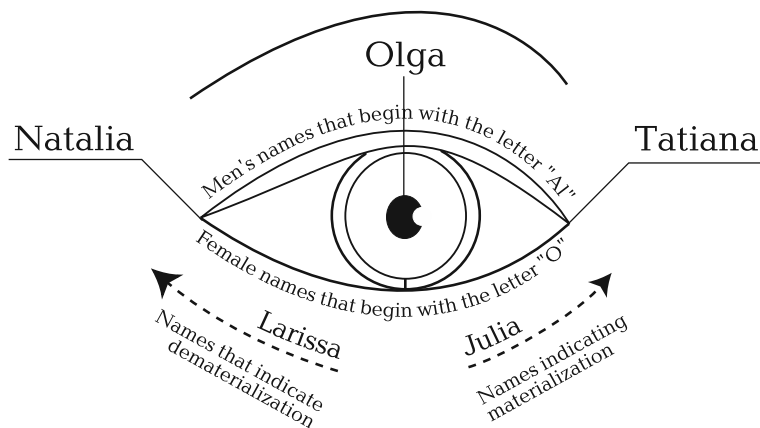 Olga
Natalia
Tatiana
Men's names that begin with the letter "Al"
Female names that begin with the letter "O"
Larissa
Julia
Names that indicate
dematerialization
Names indicating
materialization